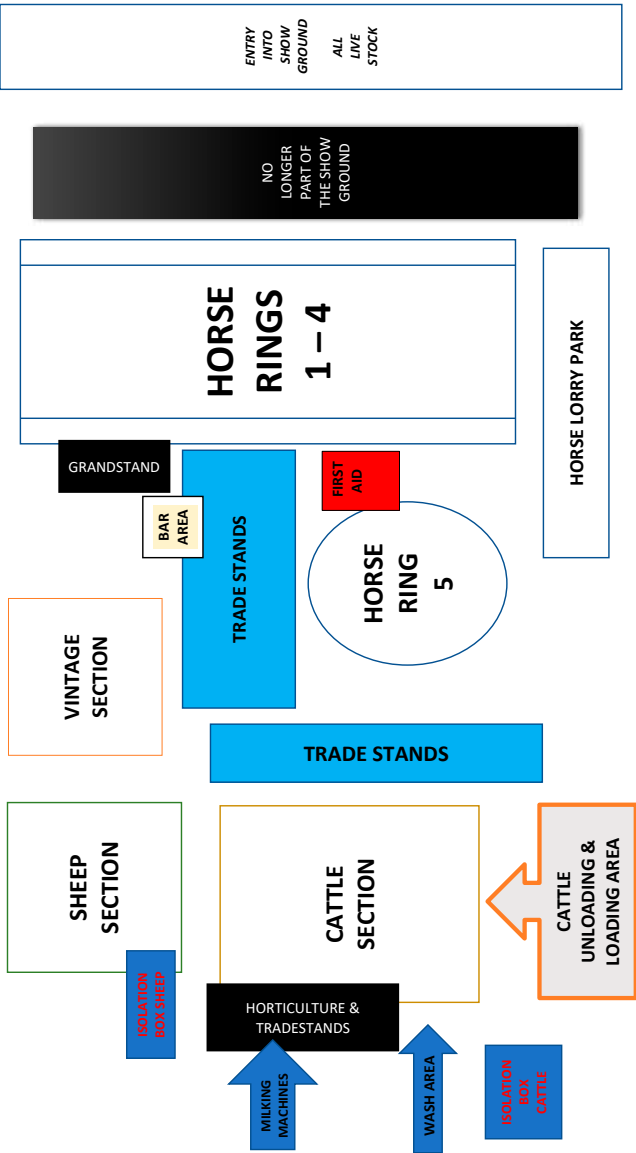 ENTRY
INTO
SHOW
GROUND
ALL
LIVE
STOCK
NO
LONGER
PART OF
THE SHOW
GROUND
HORSE
RINGS
1 – 4
HORSE LORRY PARK
GRANDSTAND
BAR
AREA
TRADE STANDS
FIRST
AID
HORSE
RING
5
VINTAGE
SECTION
TRADE STANDS
SHEEP
SECTION
CATTLE
SECTION
CATTLE
UNLOADING &
LOADING AREA
ISOLATION
BOX SHEEP
HORTICULTURE &
TRADESTANDS
MILKING
MACHINES
WASH AREA
ISOLATION
BOX
CATTLE